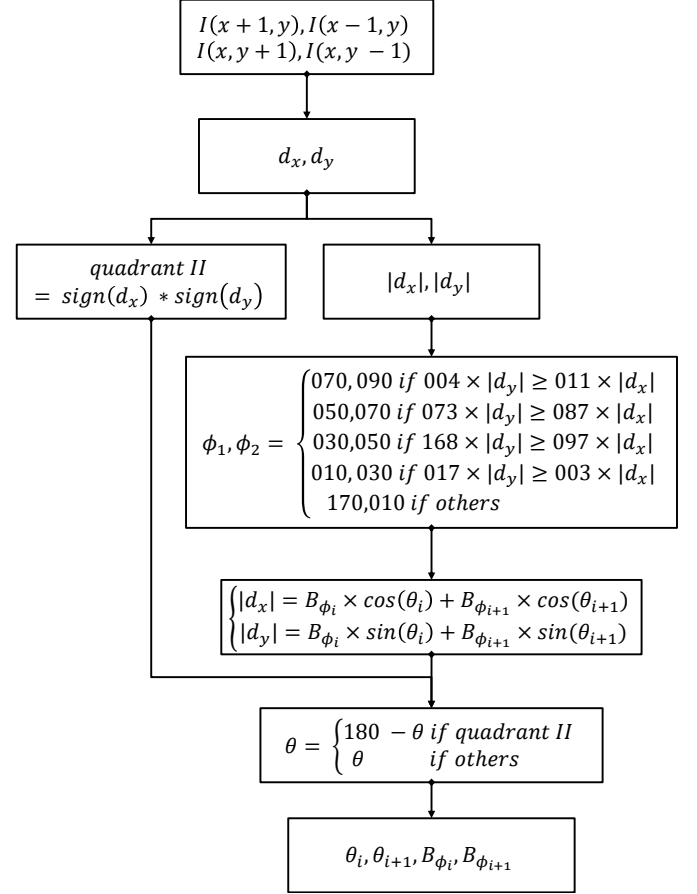 I(x + 1, y), I(x − 1, y)
I(x, y + 1), I(x, y − 1)
d_x, d_y
quadrant II
= sign(d_x) * sign(d_y)
|d_x|, |d_y|
ϕ_1, ϕ_2 = {070,090 if 004 × |d_y| ≥ 011 × |d_x|
050,070 if 073 × |d_y| ≥ 087 × |d_x|
030,050 if 168 × |d_y| ≥ 097 × |d_x|
010, 030 if 017 × |d_y| ≥ 003 × |d_x|
170,010 if others
{|d_x| = B_{ϕ_i} × cos(θ_i) + B_{ϕ_{i+1}} × cos(θ_{i+1})
|d_y| = B_{ϕ_i} × sin(θ_i) + B_{ϕ_{i+1}} × sin(θ_{i+1})
θ = {180 − θ if quadrant II
θ if others
θ_i, θ_{i+1}, B_{ϕ_i}, B_{ϕ_{i+1}}